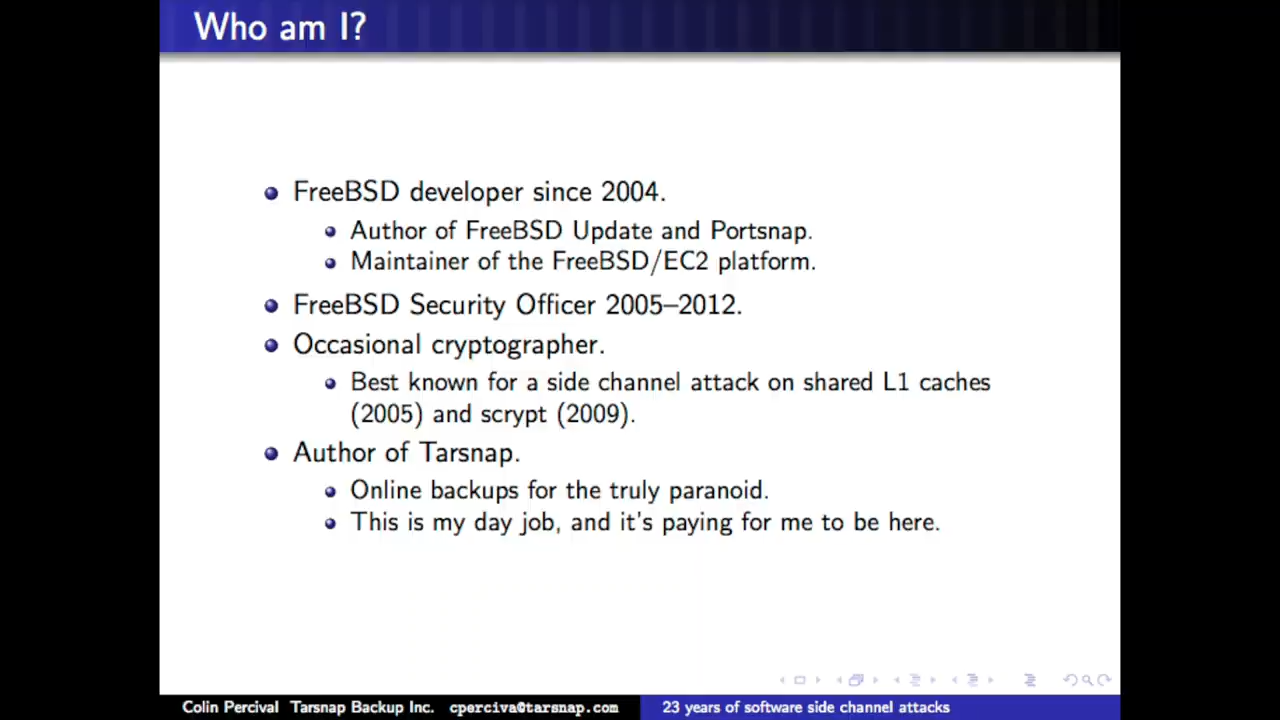 Who am I?
FreeBSD developer since 2004.
Author of FreeBSD Update and Portsnap.
Maintainer of the FreeBSD/EC2 platform.
FreeBSD Security Officer 2005–2012.
Occasional cryptographer.
Best known for a side channel attack on shared L1 caches
(2005) and scrypt (2009).
Author of Tarsnap.
Online backups for the truly paranoid.
This is my day job, and it's paying for me to be here.
Colin Percival Tarsnap Backup Inc. cperciva@tarsnap.com
23 years of software side channel attacks